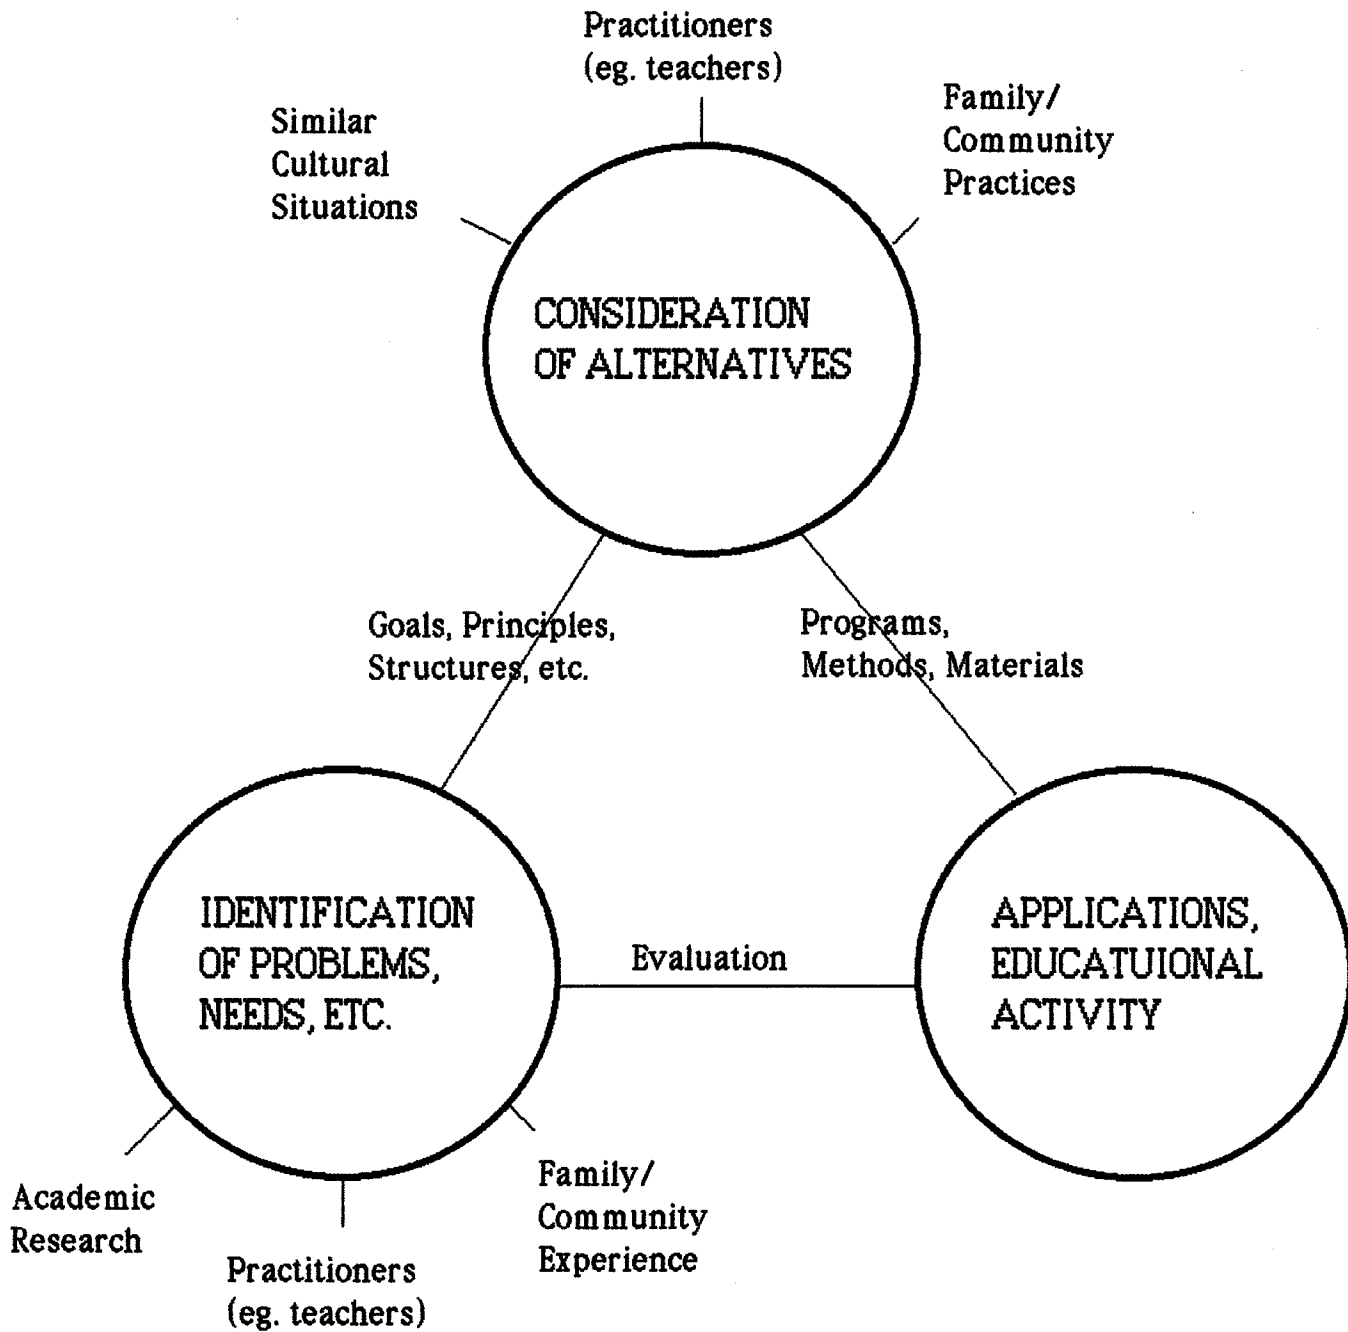 Practitioners
(eg. teachers)
Similar
Cultural
Situations
Family/
Community
Practices
CONSIDERATION
OF ALTERNATIVES
Goals, Principles,
Structures, etc.
Programs,
Methods, Materials
IDENTIFICATION
OF PROBLEMS,
NEEDS, ETC.
Evaluation
APPLICATIONS,
EDUCATUIONAL
ACTIVITY
Academic
Research
Practitioners
(eg. teachers)
Family/
Community
Experience